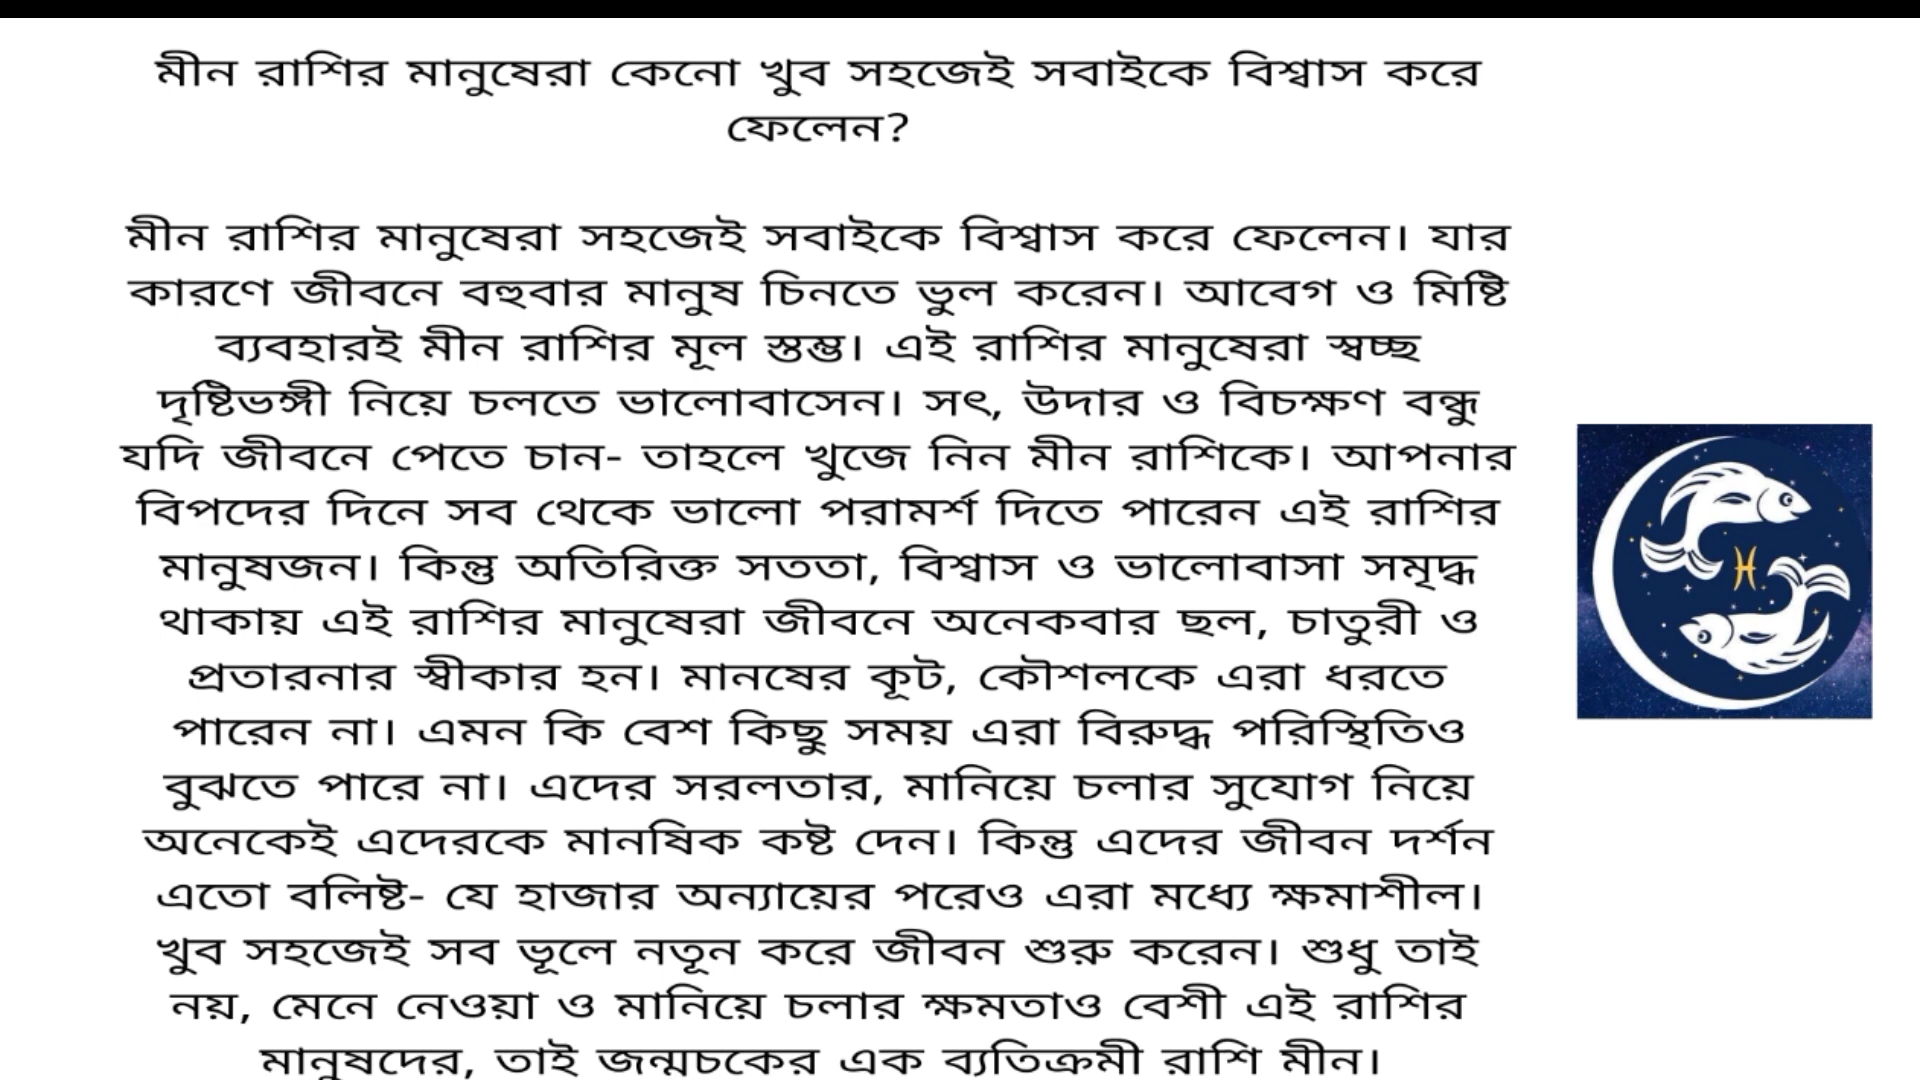 মীন রাশির মানুষেরা কেনো খুব সহজেই সবাইকে বিশ্বাস করে
ফেলেন?
মীন রাশির মানুষেরা সহজেই সবাইকে বিশ্বাস করে ফেলেন। যার
কারণে জীবনে বহুবার মানুষ চিনতে ভুল করেন। আবেগ ও মিষ্টি
ব্যবহারই মীন রাশির মূল স্তম্ভ। এই রাশির মানুষেরা স্বচ্ছ
দৃষ্টিভঙ্গী নিয়ে চলতে ভালোবাসেন। সৎ, উদার ও বিচক্ষণ বন্ধু
যদি জীবনে পেতে চান- তাহলে খুজে নিন মীন রাশিকে। আপনার
বিপদের দিনে সব থেকে ভালো পরামর্শ দিতে পারেন এই রাশির
মানুষজন। কিন্তু অতিরিক্ত সততা, বিশ্বাস ও ভালোবাসা সমৃদ্ধ
থাকায় এই রাশির মানুষেরা জীবনে অনেকবার ছল, চাতুরী ও
প্রতারনার স্বীকার হন। মানষের কূট, কৌশলকে এরা ধরতে
পারেন না। এমন কি বেশ কিছু সময় এরা বিরুদ্ধ পরিস্থিতিও
বুঝতে পারে না। এদের সরলতার, মানিয়ে চলার সুযোগ নিয়ে
অনেকেই এদেরকে মানষিক কষ্ট দেন। কিন্তু এদের জীবন দর্শন
এতো বলিষ্ট- যে হাজার অন্যায়ের পরেও এরা মধ্যে ক্ষমাশীল।
খুব সহজেই সব ভূলে নতূন করে জীবন শুরু করেন। শুধু তাই
নয়, মেনে নেওয়া ও মানিয়ে চলার ক্ষমতাও বেশী এই রাশির
মানুষদের, তাই জন্মচকের এক ব্যতিক্রমী রাশি মীন।